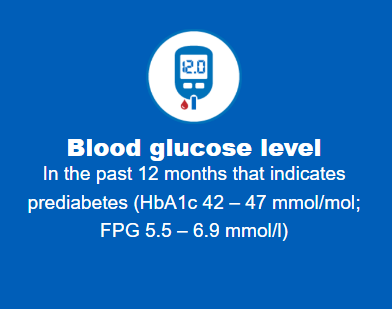 12.0
Blood glucose level
In the past 12 months that indicates
prediabetes (HbA1c 42 – 47 mmol/mol;
FPG 5.5 – 6.9 mmol/l)